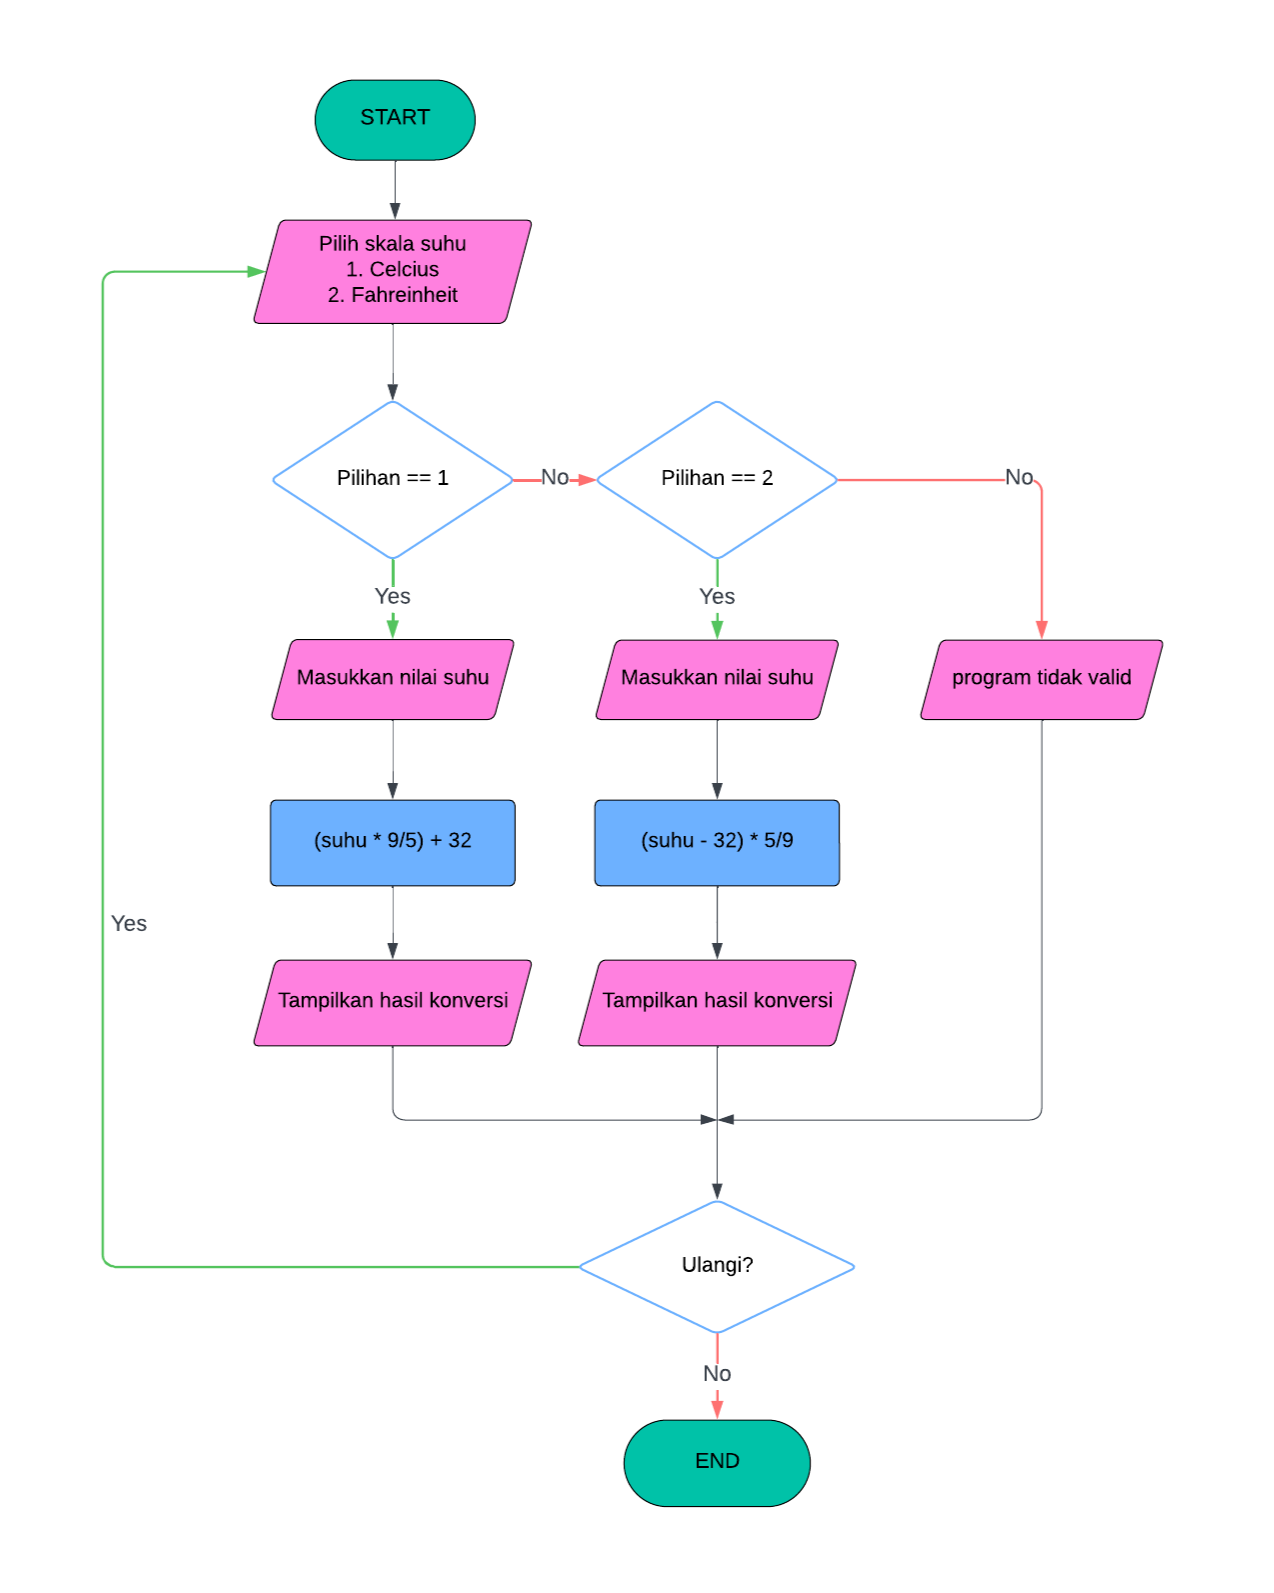 START
Pilih skala suhu
1. Celcius
2. Fahreinheit
Pilihan == 1
No
Pilihan == 2
No
Yes
Yes
Masukkan nilai suhu
Masukkan nilai suhu
program tidak valid
(suhu * 9/5) + 32
(suhu - 32) * 5/9
Yes
Tampilkan hasil konversi
Tampilkan hasil konversi
Ulangi?
No
END